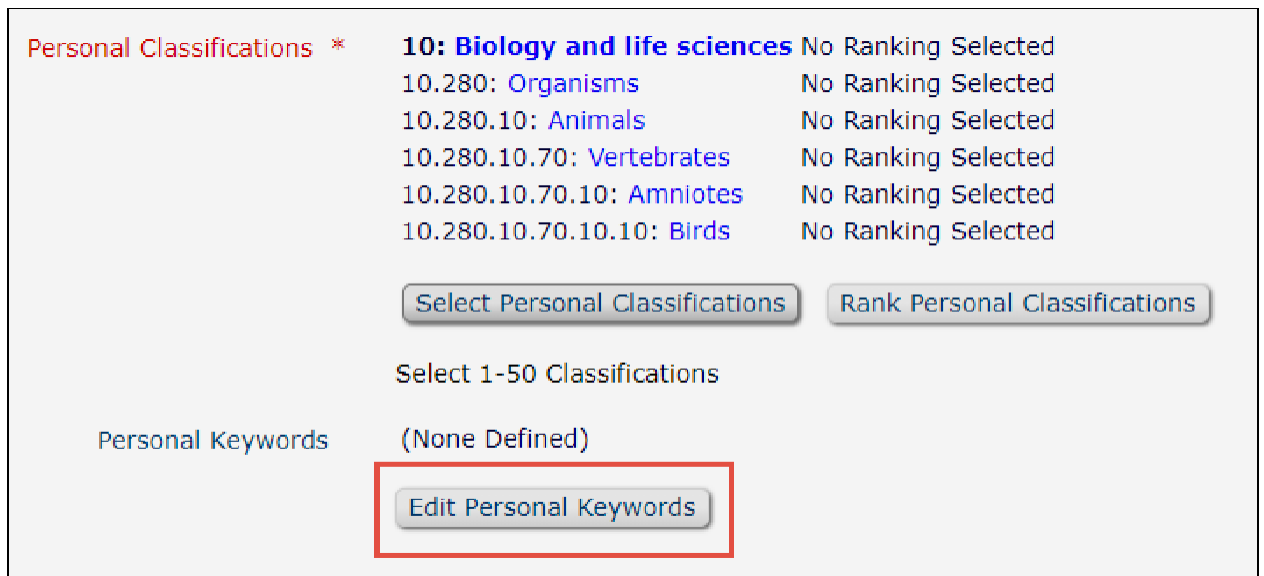 Personal Classifications * 10: Biology and life sciences No Ranking Selected
10.280: Organisms No Ranking Selected
10.280.10: Animals No Ranking Selected
10.280.10.70: Vertebrates No Ranking Selected
10.280.10.70.10: Amniotes No Ranking Selected
10.280.10.70.10.10: Birds No Ranking Selected
Select Personal Classifications Rank Personal Classifications
Select 1-50 Classifications
Personal Keywords (None Defined)
Edit Personal Keywords